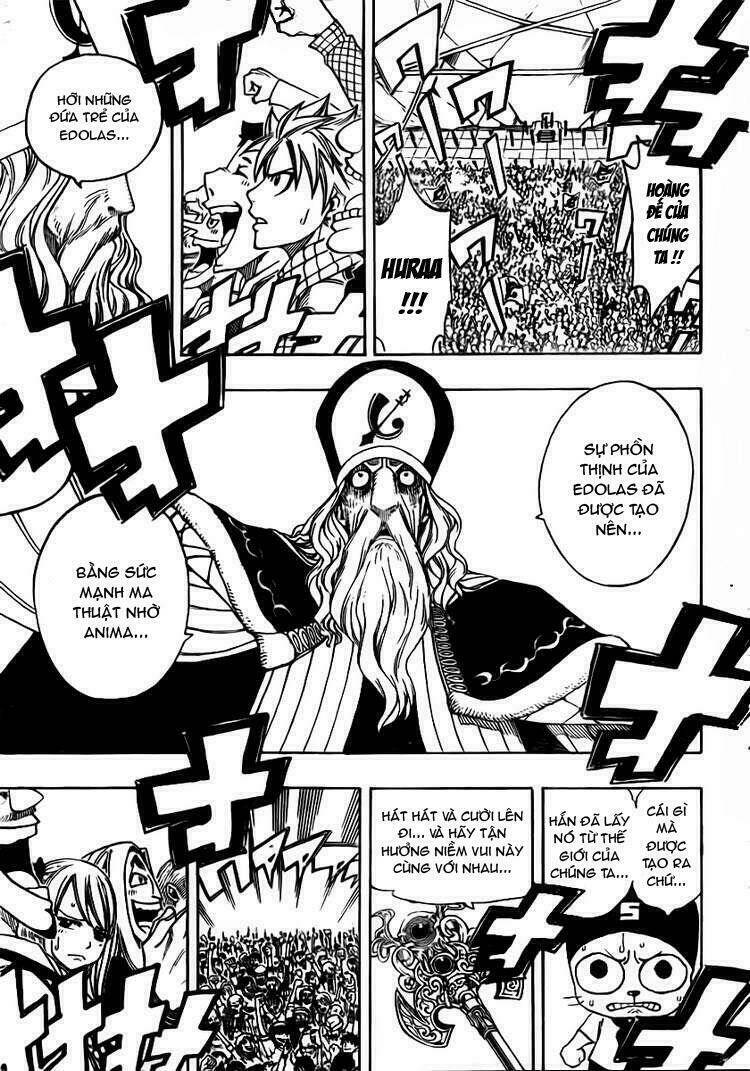 HOÀNG
ĐẾ CỦA
CHÚNG
TA !!
HURAA
!!!
HỠI NHỮNG
ĐỨA TRẺ CỦA
EDOLAS...
SỰ PHỒN
THỊNH CỦA
EDOLAS ĐÃ
ĐƯỢC TẠO
NÊN...
BẰNG SỨC
MẠNH MA
THUẬT NHỜ
ANIMA...
CÁI GÌ
MÀ
ĐƯỢC
TẠO RA
CHỨ...
HẮN ĐÃ LẤY
NÓ TỪ THẾ
GIỚI CỦA
CHÚNG TA...
S
HÁT HÁT VÀ CƯỜI LÊN
ĐI... VÀ HÃY TẬN
HƯỞNG NIỀM VUI NÀY
CÙNG VỚI NHAU...